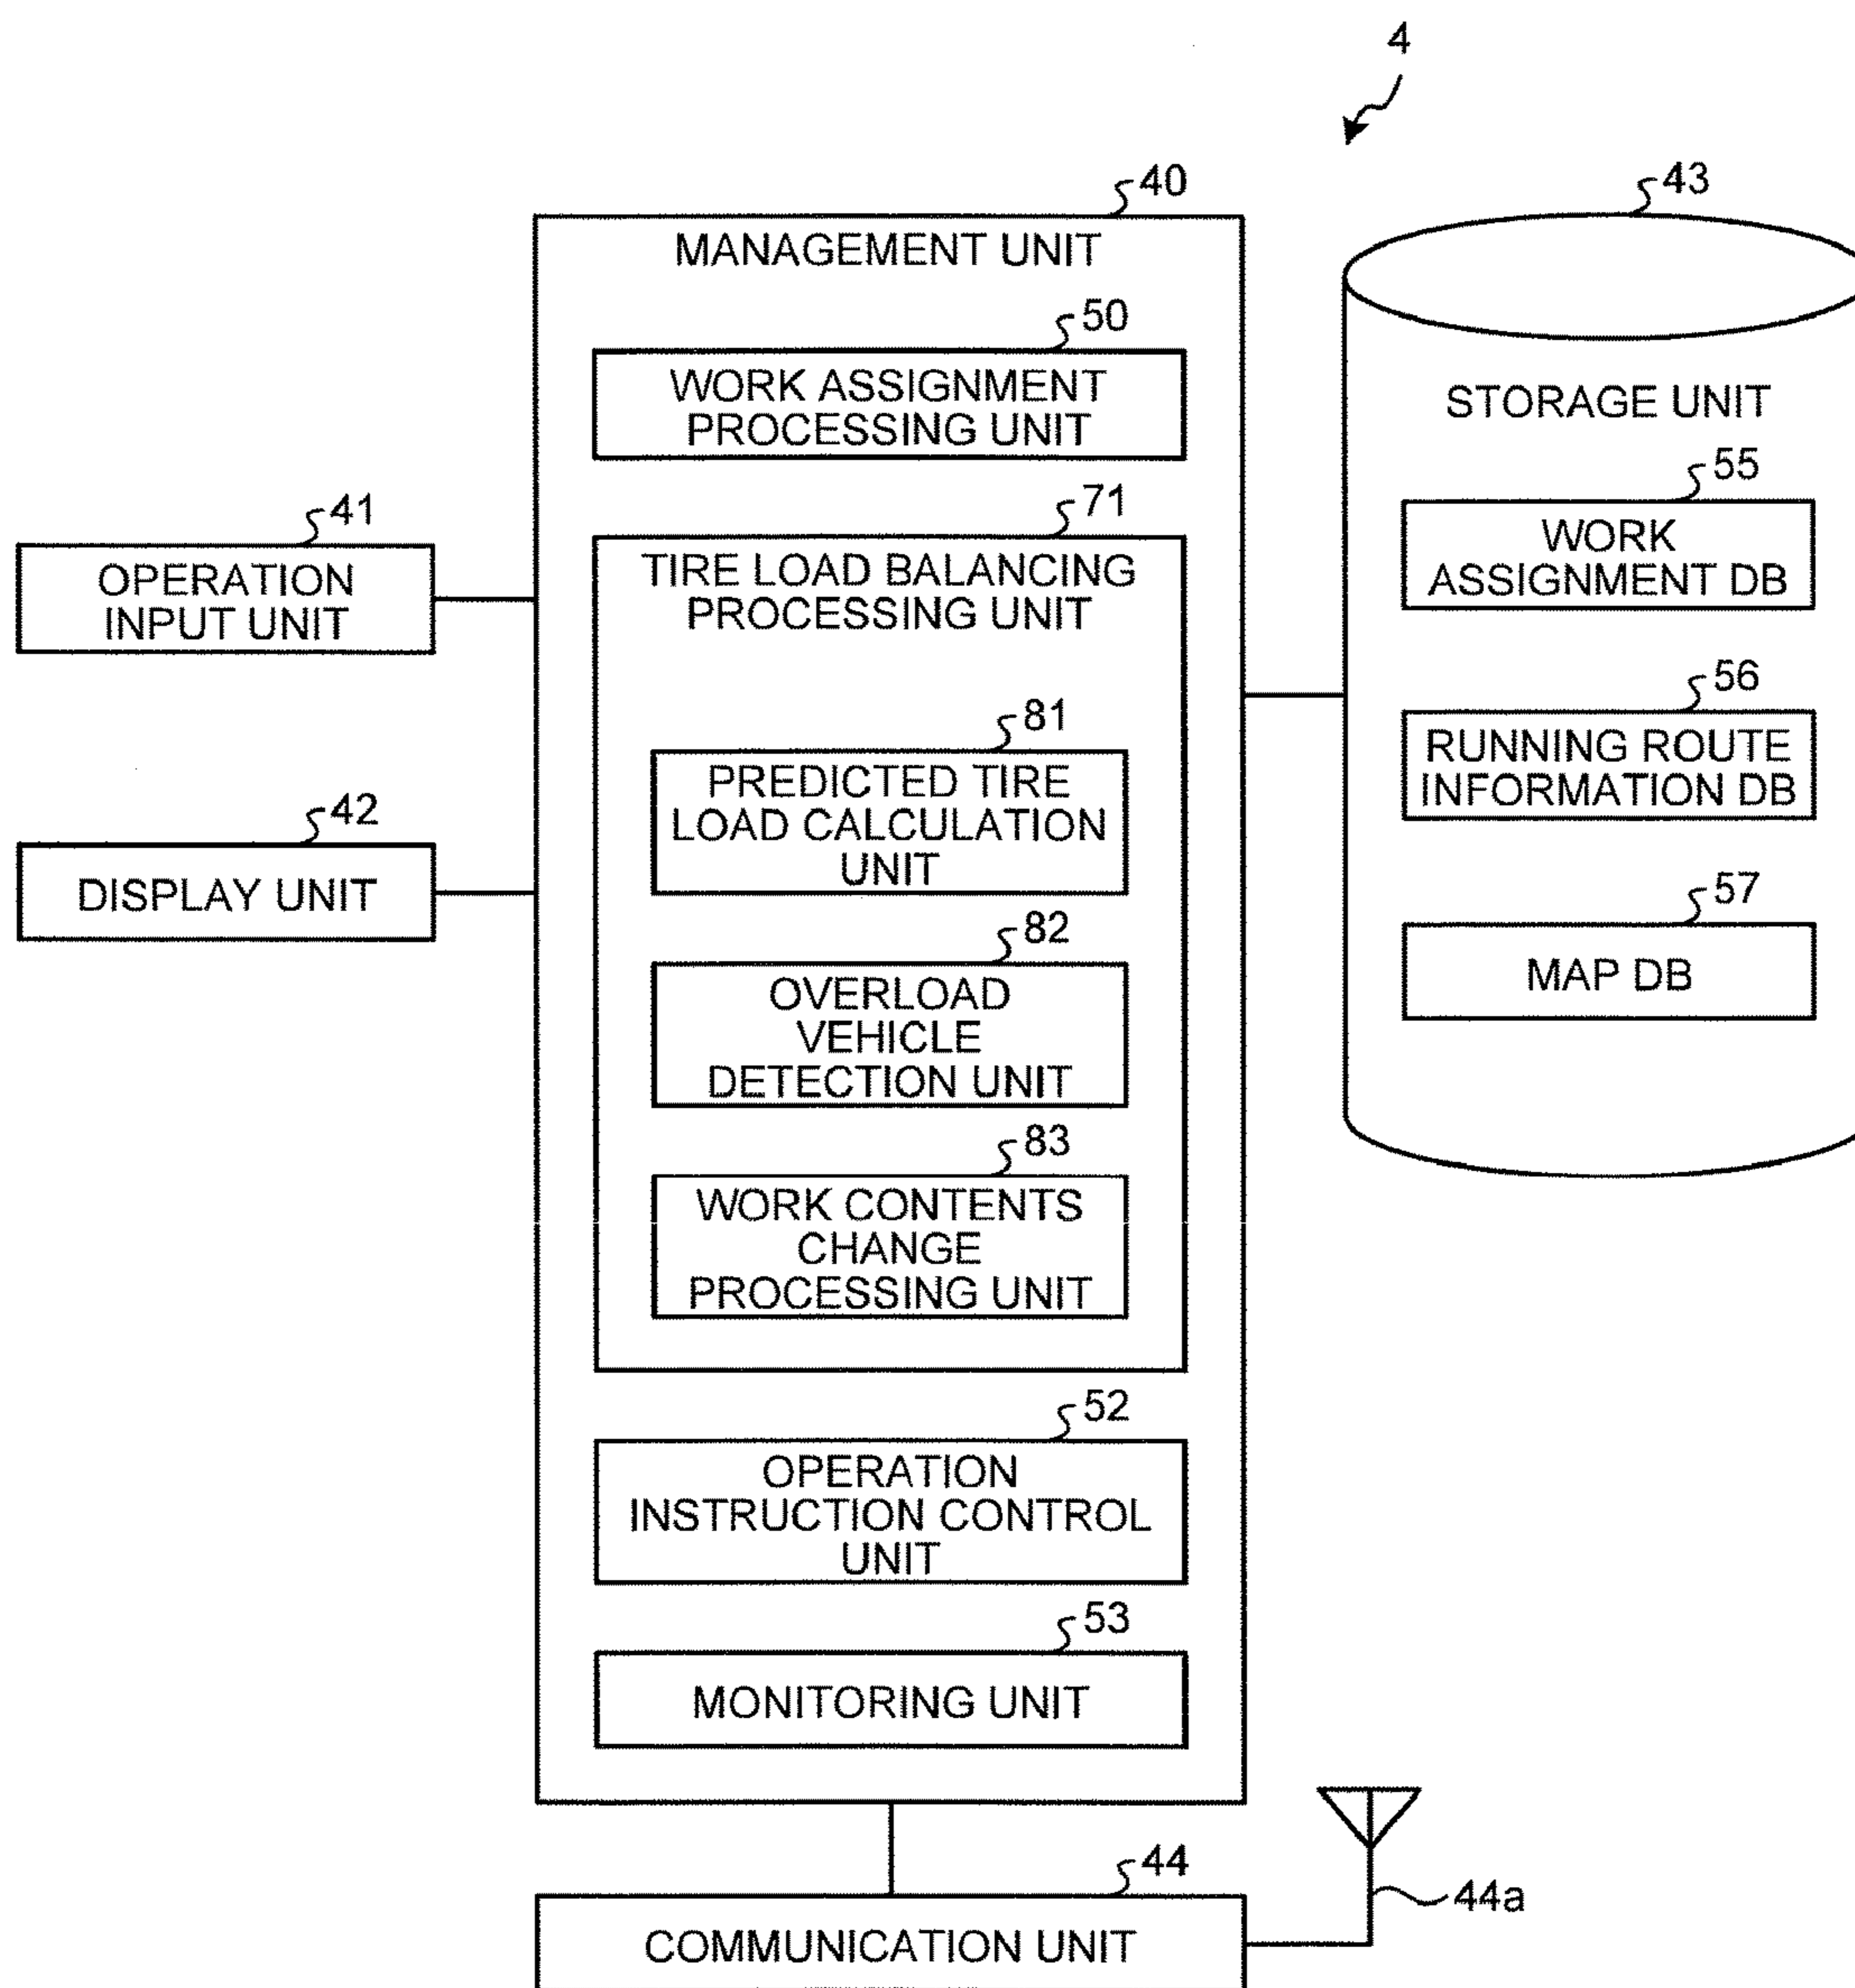 4
40
MANAGEMENT UNIT
50
WORK ASSIGNMENT
PROCESSING UNIT
71
TIRE LOAD BALANCING
PROCESSING UNIT
81
PREDICTED TIRE
LOAD CALCULATION
UNIT
82
OVERLOAD
VEHICLE
DETECTION UNIT
83
WORK CONTENTS
CHANGE
PROCESSING UNIT
52
OPERATION
INSTRUCTION CONTROL
UNIT
53
MONITORING UNIT
41
OPERATION
INPUT UNIT
42
DISPLAY UNIT
43
STORAGE UNIT
55
WORK
ASSIGNMENT DB
56
RUNNING ROUTE
INFORMATION DB
57
MAP DB
44
COMMUNICATION UNIT
44a